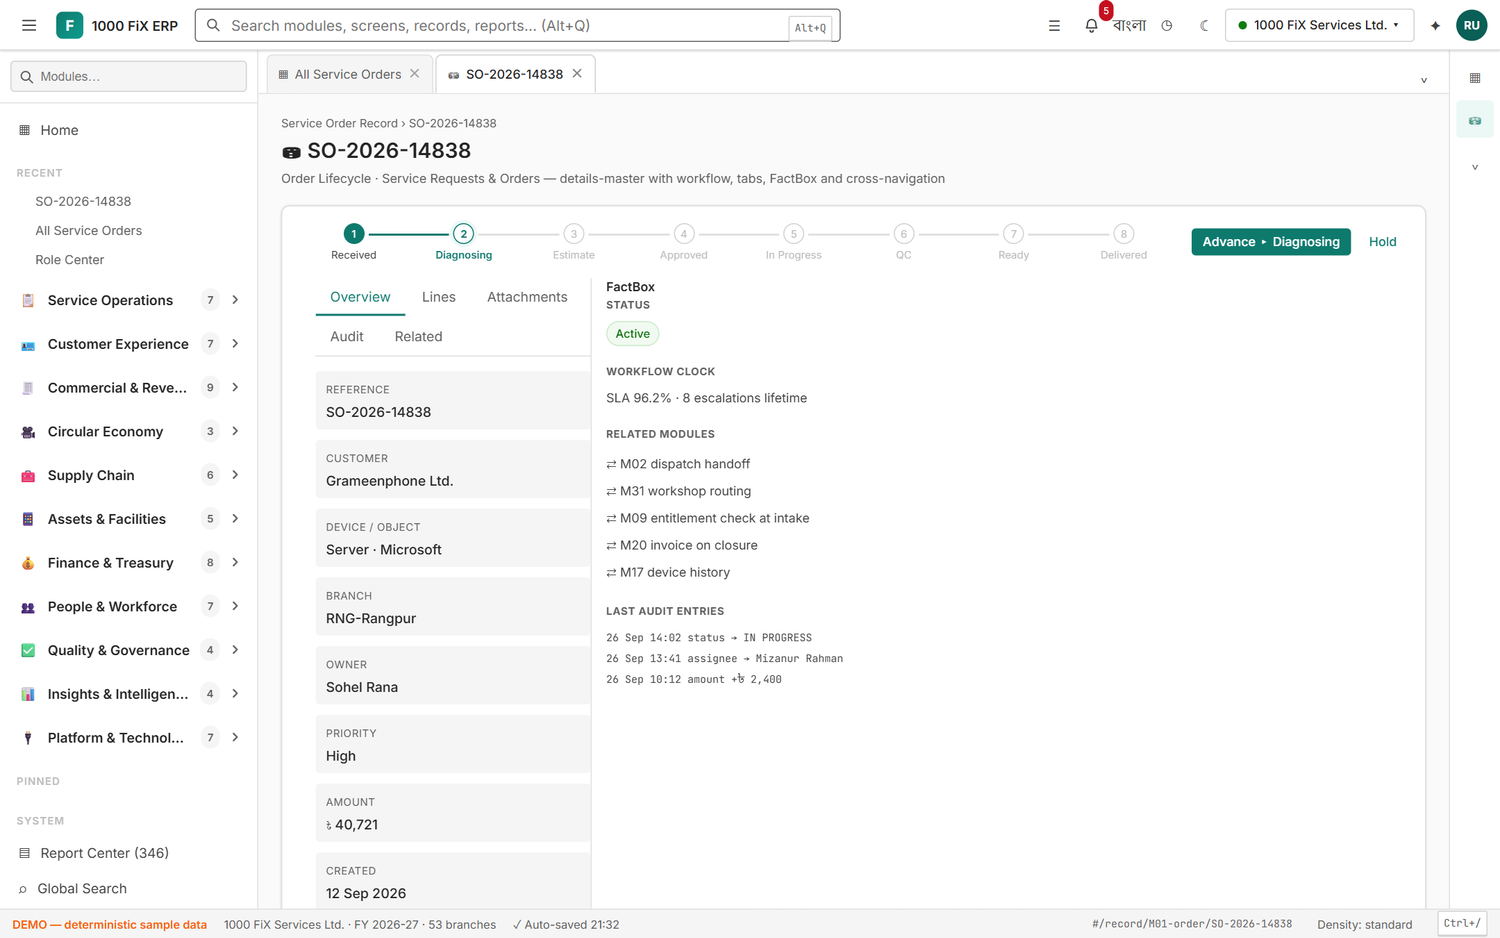 F 1000 FiX ERP
Search modules, screens, records, reports... (Alt+Q) Alt+Q
5
বাংলা
1000 FiX Services Ltd.
RU
Modules...
Home
RECENT
SO-2026-14838
All Service Orders
Role Center
Service Operations 7
Customer Experience 7
Commercial & Reve... 9
Circular Economy 3
Supply Chain 6
Assets & Facilities 5
Finance & Treasury 8
People & Workforce 7
Quality & Governance 4
Insights & Intelligen... 4
Platform & Technol... 7
PINNED
SYSTEM
Report Center (346)
Global Search
All Service Orders ✕
SO-2026-14838 ✕
Service Order Record › SO-2026-14838
SO-2026-14838
Order Lifecycle · Service Requests & Orders — details-master with workflow, tabs, FactBox and cross-navigation
1 2 3 4 5 6 7 8
Received Diagnosing Estimate Approved In Progress QC Ready Delivered
Advance ‣ Diagnosing Hold
Overview Lines Attachments
Audit Related
REFERENCE
SO-2026-14838
CUSTOMER
Grameenphone Ltd.
DEVICE / OBJECT
Server · Microsoft
BRANCH
RNG-Rangpur
OWNER
Sohel Rana
PRIORITY
High
AMOUNT
৳ 40,721
CREATED
12 Sep 2026
FactBox
STATUS
Active
WORKFLOW CLOCK
SLA 96.2% · 8 escalations lifetime
RELATED MODULES
⇄ M02 dispatch handoff
⇄ M31 workshop routing
⇄ M09 entitlement check at intake
⇄ M20 invoice on closure
⇄ M17 device history
LAST AUDIT ENTRIES
26 Sep 14:02 status → IN PROGRESS
26 Sep 13:41 assignee → Mizanur Rahman
26 Sep 10:12 amount +৳ 2,400
DEMO — deterministic sample data 1000 FiX Services Ltd. · FY 2026-27 · 53 branches ✓ Auto-saved 21:32 #/record/M01-order/SO-2026-14838 Density: standard Ctrl+/